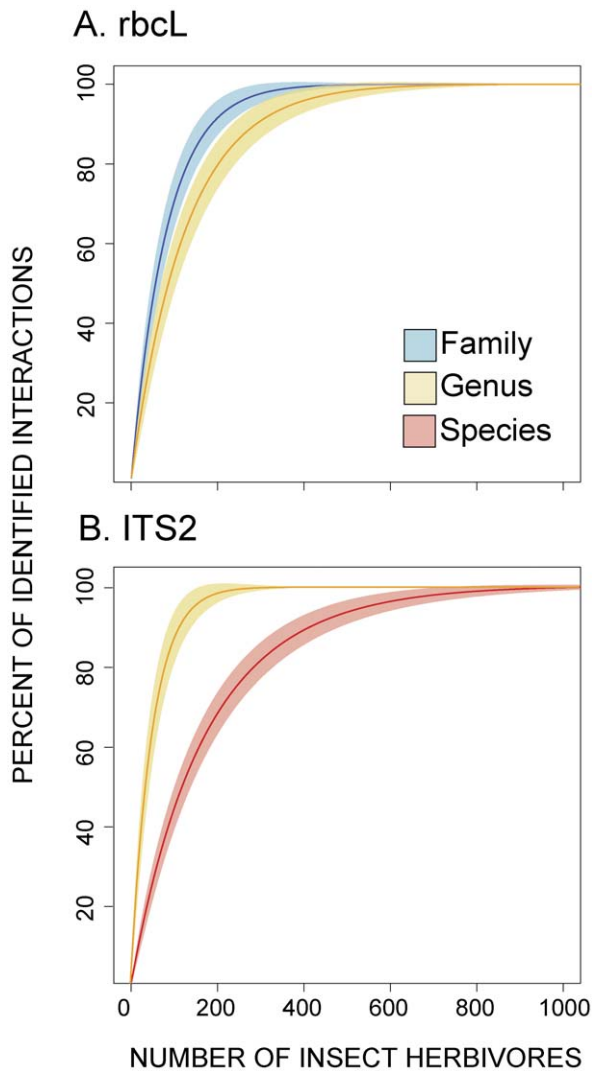 A. rbcL
100
80
60
40
20
Family
Genus
Species
B. ITS2
100
80
60
40
20
0 200 400 600 800 1000
PERCENT OF IDENTIFIED INTERACTIONS
NUMBER OF INSECT HERBIVORES